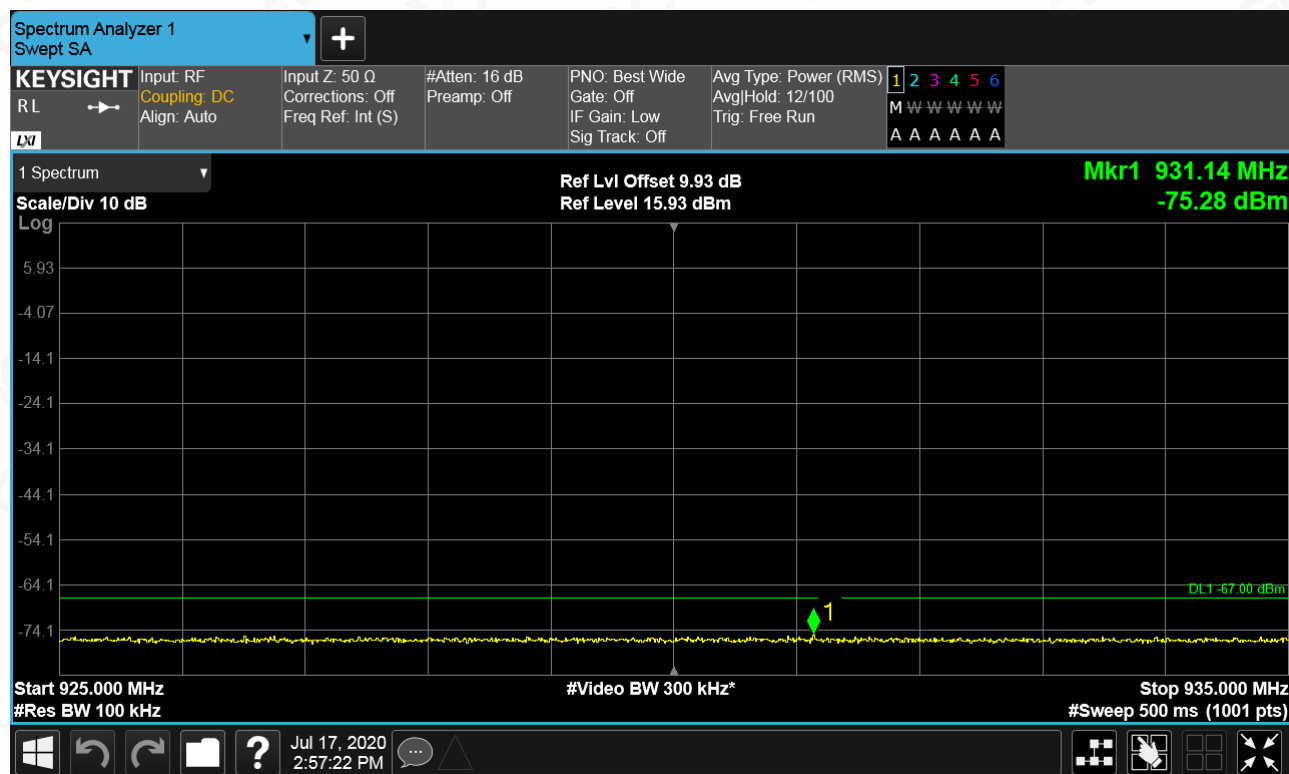 Spectrum Analyzer 1
Swept SA
KEYSIGHT
R L
LXI
Input: RF
Coupling: DC
Align: Auto
Input Z: 50 Ω
Corrections: Off
Freq Ref: Int (S)
#Atten: 16 dB
Preamp: Off
PNO: Best Wide
Gate: Off
IF Gain: Low
Sig Track: Off
Avg Type: Power (RMS)
Avg|Hold: 12/100
Trig: Free Run
1 2 3 4 5 6
M W W W W W
A A A A A A
1 Spectrum
Scale/Div 10 dB
Ref Lvl Offset 9.93 dB
Ref Level 15.93 dBm
Mkr1 931.14 MHz
-75.28 dBm
Log
5.93
-4.07
-14.1
-24.1
-34.1
-44.1
-54.1
-64.1
-74.1
DL1 -67.00 dBm
1
Start 925.000 MHz
#Video BW 300 kHz*
Stop 935.000 MHz
#Res BW 100 kHz
#Sweep 500 ms (1001 pts)
?
Jul 17, 2020
2:57:22 PM